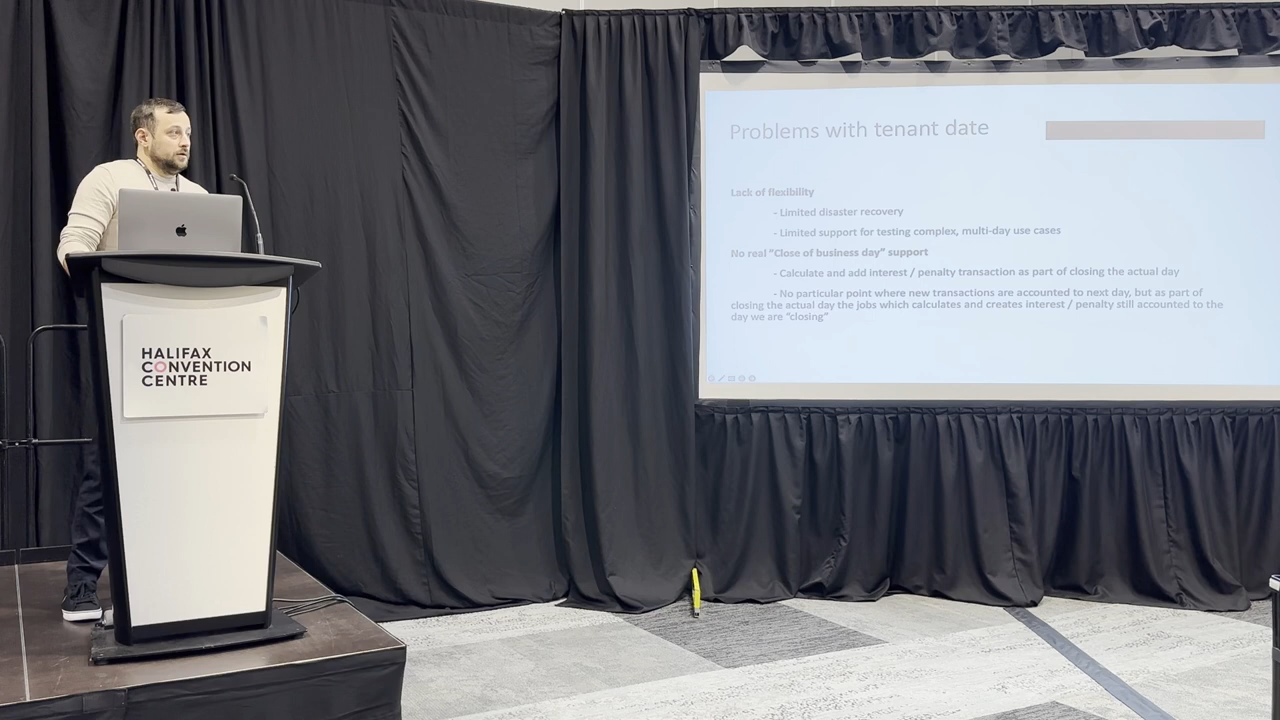 HALIFAX
CONVENTION
CENTRE
Problems with tenant date
Lack of flexibility
- Limited disaster recovery
- Limited support for testing complex, multi-day use cases
No real "Close of business day" support
- Calculate and add interest / penalty transaction as part of closing the actual day
- No particular point where new transactions are accounted to next day, but as part of
closing the actual day the jobs which calculates and creates interest / penalty still accounted to the
day we are "closing"